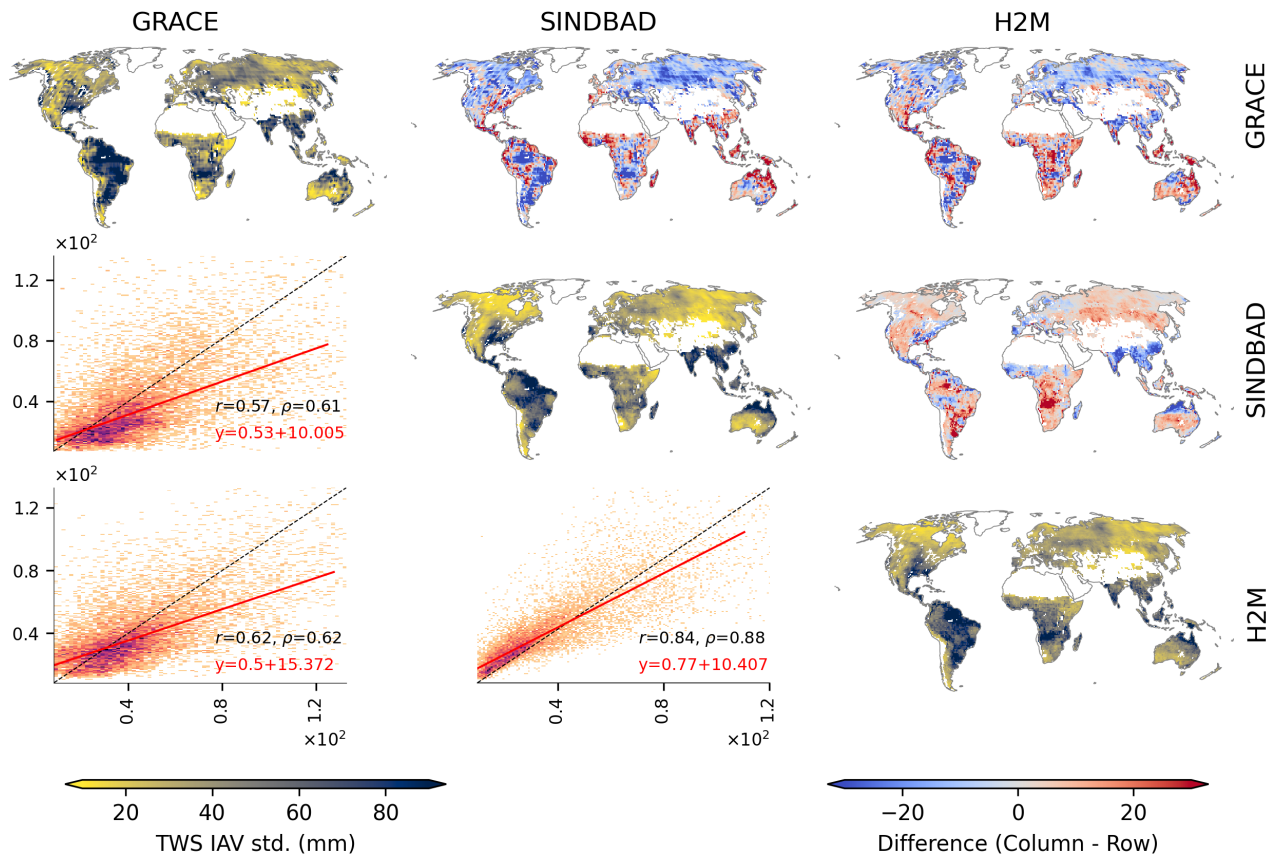 GRACE
SINDBAD
H2M
GRACE
×10²
1.2
0.8
0.4
r=0.57, ρ=0.61
y=0.53+10.005
SINDBAD
×10²
1.2
0.8
0.4
r=0.62, ρ=0.62
y=0.5+15.372
r=0.84, ρ=0.88
y=0.77+10.407
H2M
0.4
0.8
1.2
×10²
0.4
0.8
1.2
×10²
20
40
60
80
TWS IAV std. (mm)
−20
0
20
Difference (Column - Row)